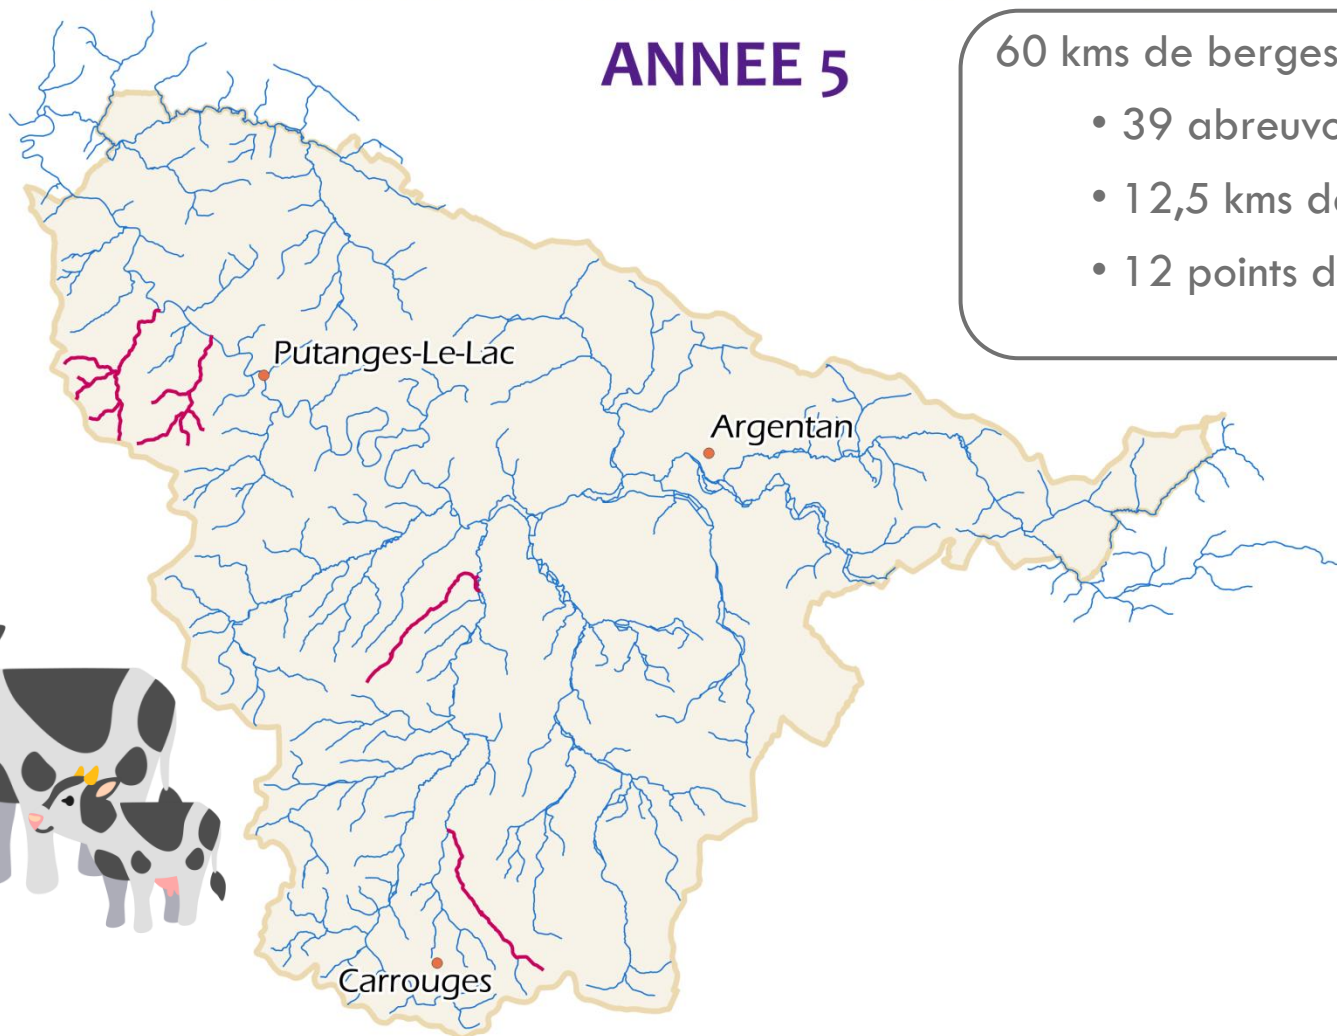 ANNEE 5
60 kms de berges
• 39 abreuvo
• 12,5 kms d
• 12 points d
Putanges-Le-Lac
Argentan
Carrouges